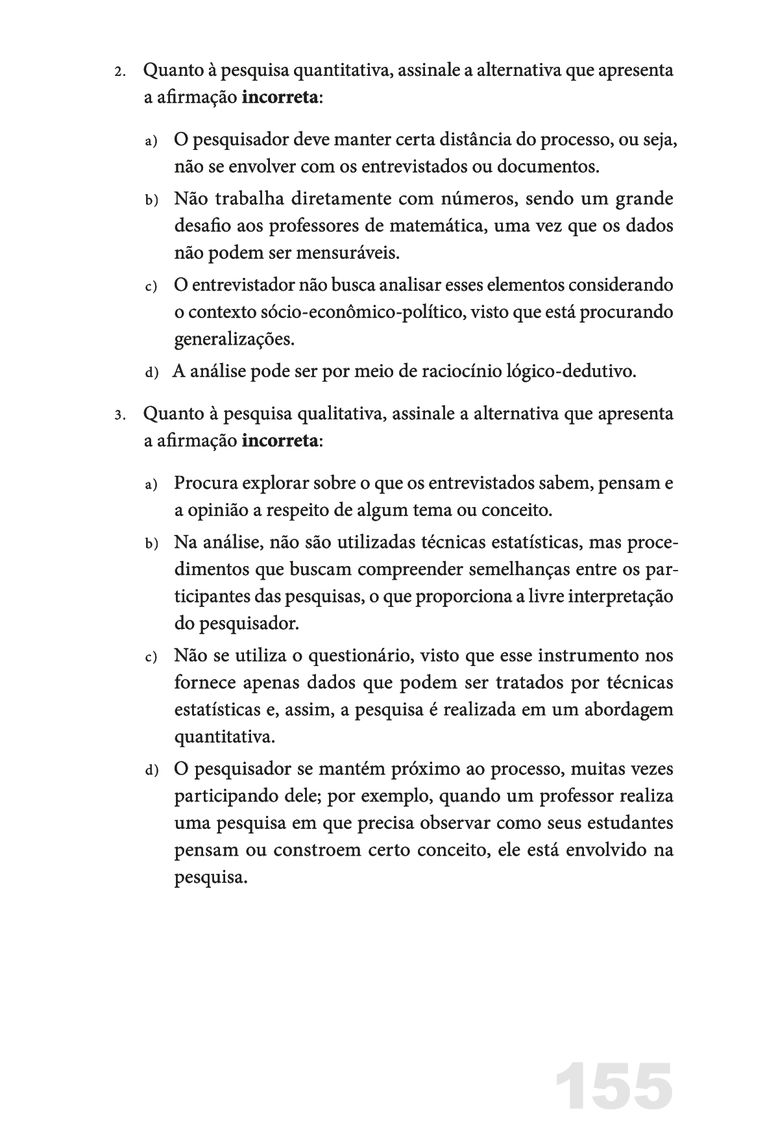 2. Quanto à pesquisa quantitativa, assinale a alternativa que apresenta
a afirmação incorreta:
a) O pesquisador deve manter certa distância do processo, ou seja,
não se envolver com os entrevistados ou documentos.
b) Não trabalha diretamente com números, sendo um grande
desafio aos professores de matemática, uma vez que os dados
não podem ser mensuráveis.
c) O entrevistador não busca analisar esses elementos considerando
o contexto sócio-econômico-político, visto que está procurando
generalizações.
d) A análise pode ser por meio de raciocínio lógico-dedutivo.
3. Quanto à pesquisa qualitativa, assinale a alternativa que apresenta
a afirmação incorreta:
a) Procura explorar sobre o que os entrevistados sabem, pensam e
a opinião a respeito de algum tema ou conceito.
b) Na análise, não são utilizadas técnicas estatísticas, mas proce-
dimentos que buscam compreender semelhanças entre os par-
ticipantes das pesquisas, o que proporciona a livre interpretação
do pesquisador.
c) Não se utiliza o questionário, visto que esse instrumento nos
fornece apenas dados que podem ser tratados por técnicas
estatísticas e, assim, a pesquisa é realizada em um abordagem
quantitativa.
d) O pesquisador se mantém próximo ao processo, muitas vezes
participando dele; por exemplo, quando um professor realiza
uma pesquisa em que precisa observar como seus estudantes
pensam ou constroem certo conceito, ele está envolvido na
pesquisa.
155